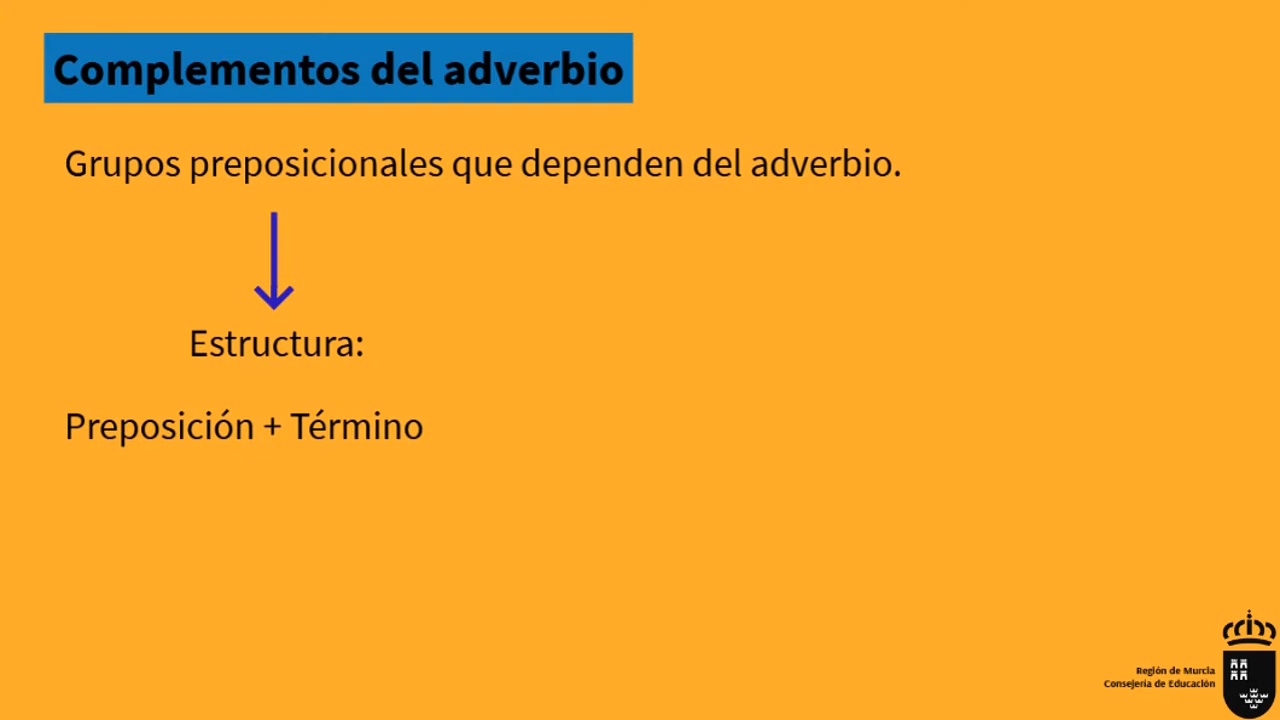 Complementos del adverbio
Grupos preposicionales que dependen del adverbio.
Estructura:
Preposición + Término
Región de Murcia
Consejería de Educación